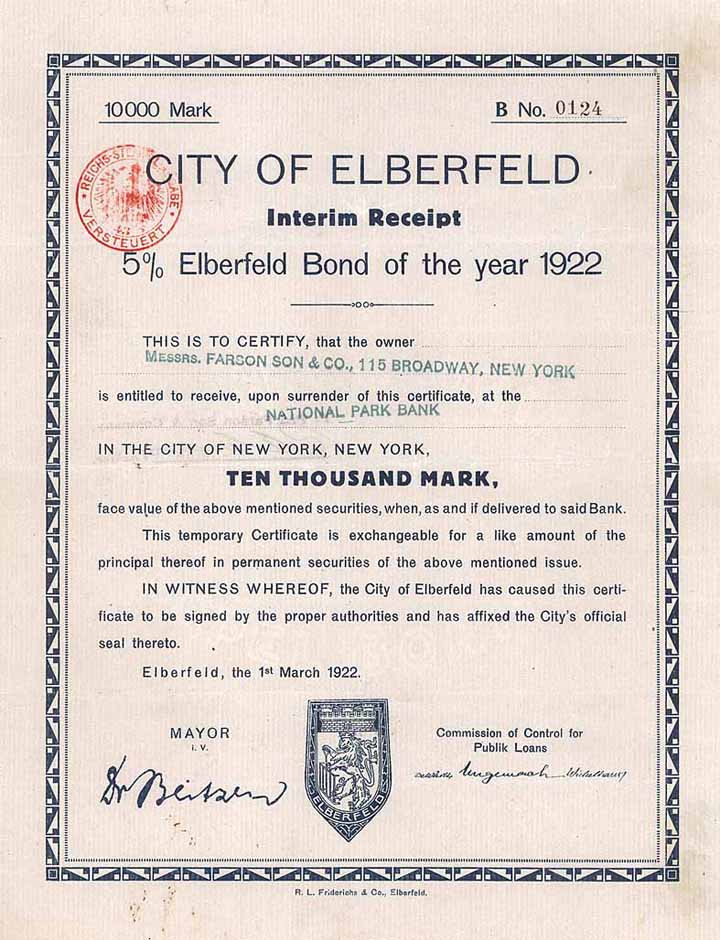 10000 Mark
B No. 0124
REICHS-STEMPELABGABE
VERSTEUERT
CITY OF ELBERFELD
Interim Receipt
5% Elberfeld Bond of the year 1922
THIS IS TO CERTIFY, that the owner
MESSRS. FARSON SON & CO., 115 BROADWAY, NEW YORK
is entitled to receive, upon surrender of this certificate, at the
NATIONAL PARK BANK
IN THE CITY OF NEW YORK, NEW YORK,
TEN THOUSAND MARK,
face value of the above mentioned securities, when, as and if delivered to said Bank.
This temporary Certificate is exchangeable for a like amount of the
principal thereof in permanent securities of the above mentioned issue.
IN WITNESS WHEREOF, the City of Elberfeld has caused this certi-
ficate to be signed by the proper authorities and has affixed the City's official
seal thereto.
Elberfeld, the 1st March 1922.
MAYOR
i. V.
Commission of Control for
Publik Loans
ELBERFELD
R. L. Friderichs & Co., Elberfeld.